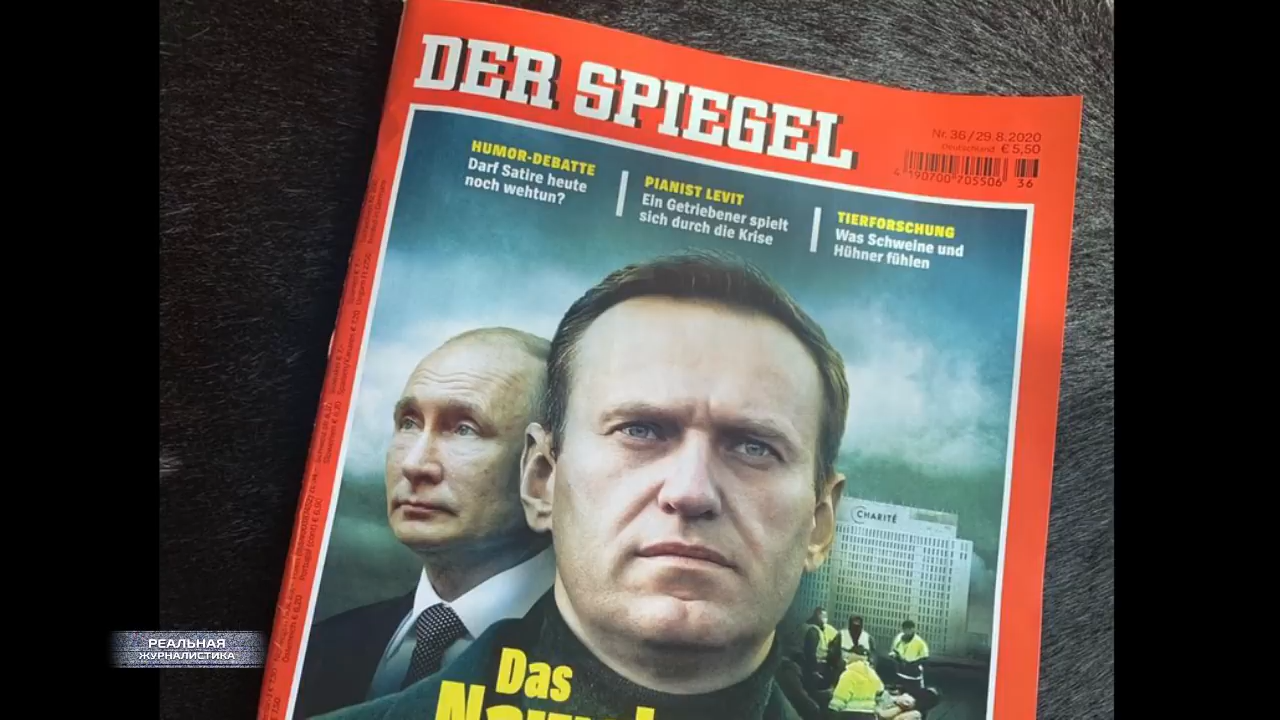 DER SPIEGEL
Nr. 36/29.8.2020
Deutschland € 5,50
4 190700 705506 36
HUMOR-DEBATTE
Darf Satire heute
noch wehtun?
PIANIST LEVIT
Ein Getriebener spielt
sich durch die Krise
TIERFORSCHUNG
Was Schweine und
Hühner fühlen
CHARITÉ
Das
РЕАЛЬНАЯ
ЖУРНАЛИСТИКА